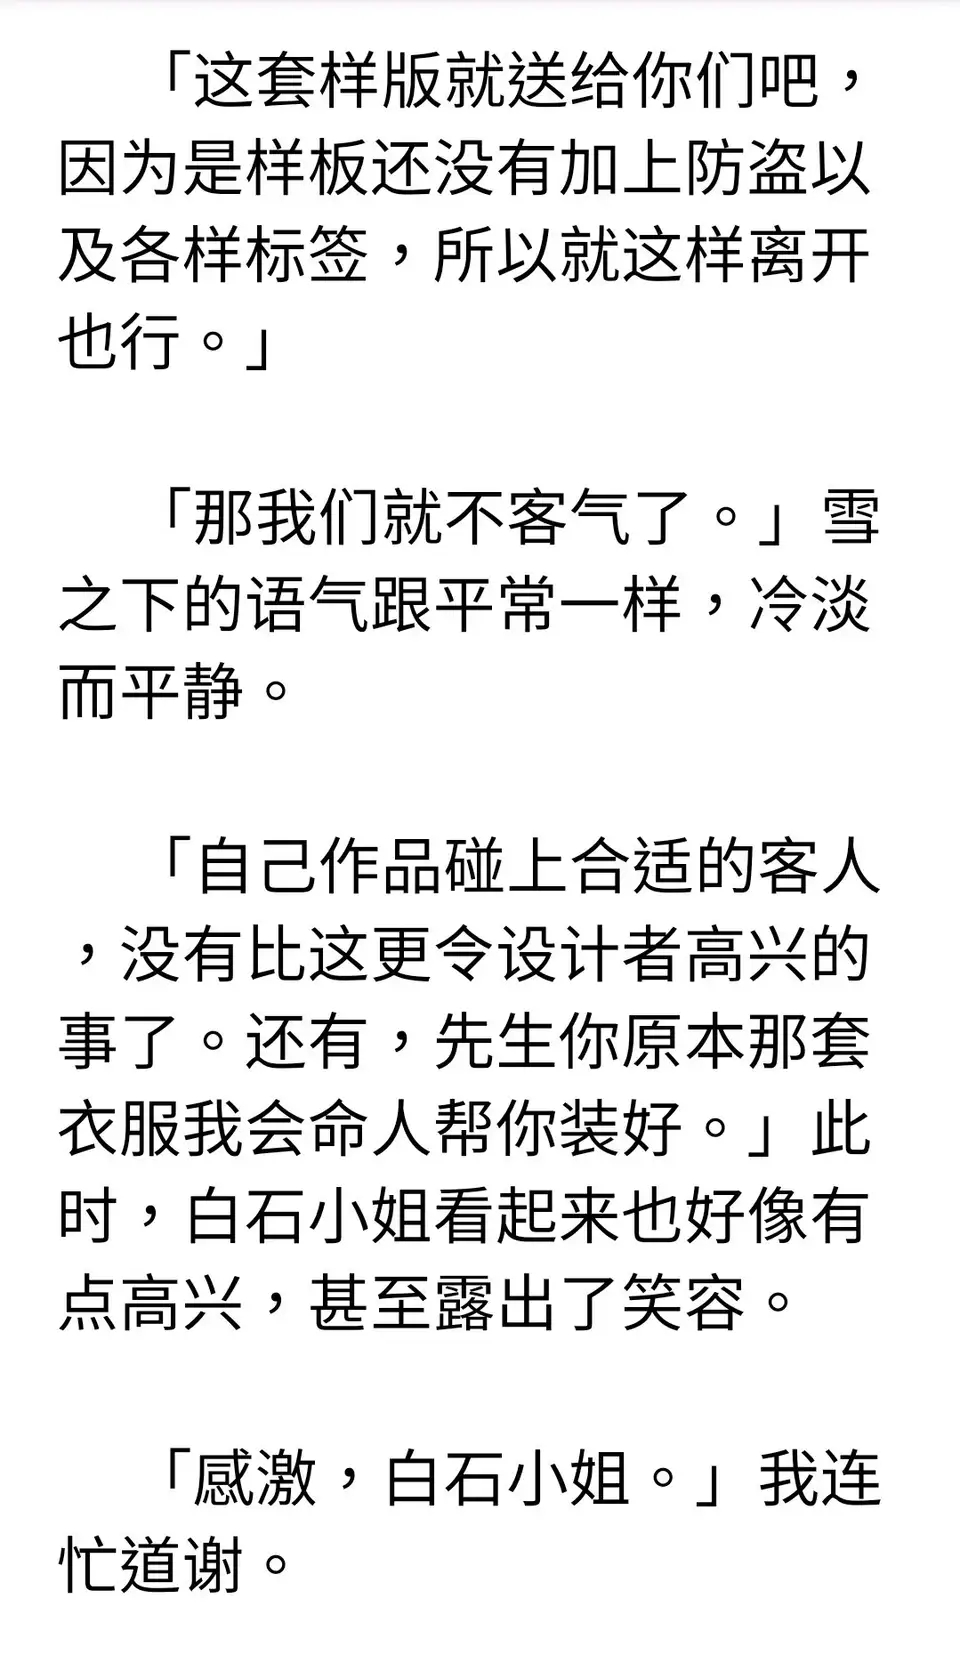 「这套样版就送给你们吧，
因为是样板还没有加上防盗以
及各样标签，所以就这样离开
也行。」
「那我们就不客气了。」雪
之下的语气跟平常一样，冷淡
而平静。
「自己作品碰上合适的客人
，没有比这更令设计者高兴的
事了。还有，先生你原本那套
衣服我会命人帮你装好。」此
时，白石小姐看起来也好像有
点高兴，甚至露出了笑容。
「感激，白石小姐。」我连
忙道谢。